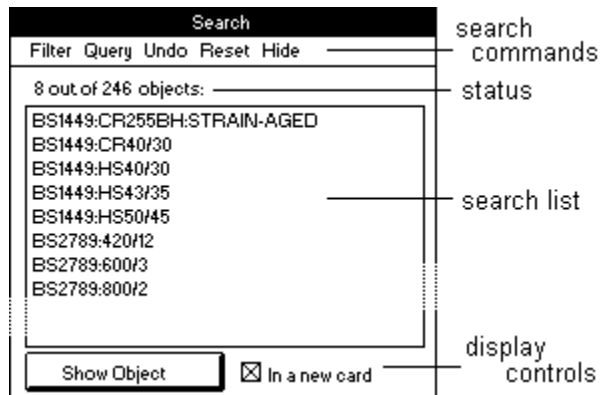 Search
Filter Query Undo Reset Hide
search
commands
8 out of 246 objects:
status
BS1449:CR255BH:STRAIN-AGED
BS1449:CR40/30
BS1449:HS40/30
BS1449:HS43/35
BS1449:HS50/45
BS2789:420/12
BS2789:600/3
BS2789:800/2
search list
Show Object
In a new card
display
controls